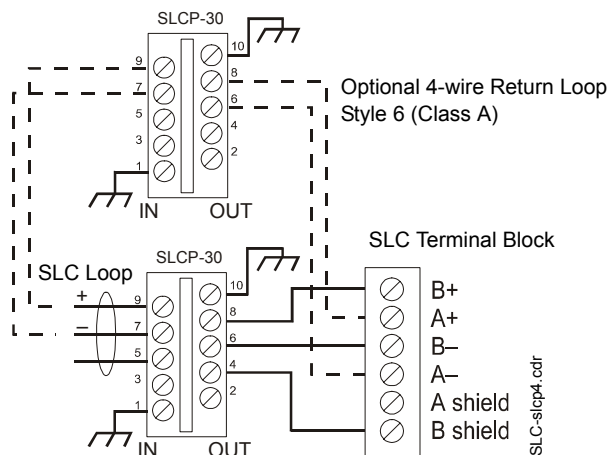 SLCP-30
10
9
8
7
6
5
4
3
2
1
IN OUT
Optional 4-wire Return Loop
Style 6 (Class A)
SLC Terminal Block
SLCP-30
SLC Loop
+
–
10
9
8
7
6
5
4
3
2
1
IN OUT
B+
A+
B–
A–
A shield
B shield
SLC-slcp4.cdr